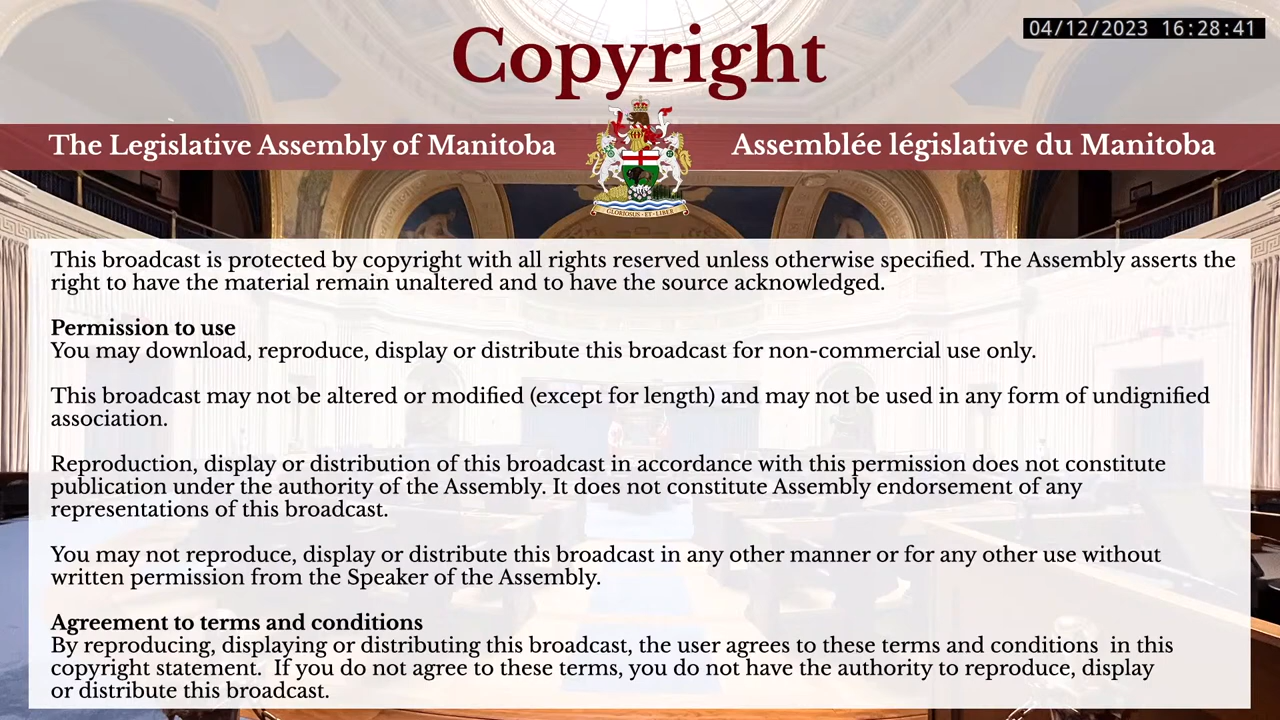 Copyright
04/12/2023 16:28:41
The Legislative Assembly of Manitoba
Assemblée législative du Manitoba
GLORIOSUS · ET · LIBER
This broadcast is protected by copyright with all rights reserved unless otherwise specified. The Assembly asserts the
right to have the material remain unaltered and to have the source acknowledged.
Permission to use
You may download, reproduce, display or distribute this broadcast for non-commercial use only.
This broadcast may not be altered or modified (except for length) and may not be used in any form of undignified
association.
Reproduction, display or distribution of this broadcast in accordance with this permission does not constitute
publication under the authority of the Assembly. It does not constitute Assembly endorsement of any
representations of this broadcast.
You may not reproduce, display or distribute this broadcast in any other manner or for any other use without
written permission from the Speaker of the Assembly.
Agreement to terms and conditions
By reproducing, displaying or distributing this broadcast, the user agrees to these terms and conditions  in this
copyright statement.  If you do not agree to these terms, you do not have the authority to reproduce, display
or distribute this broadcast.